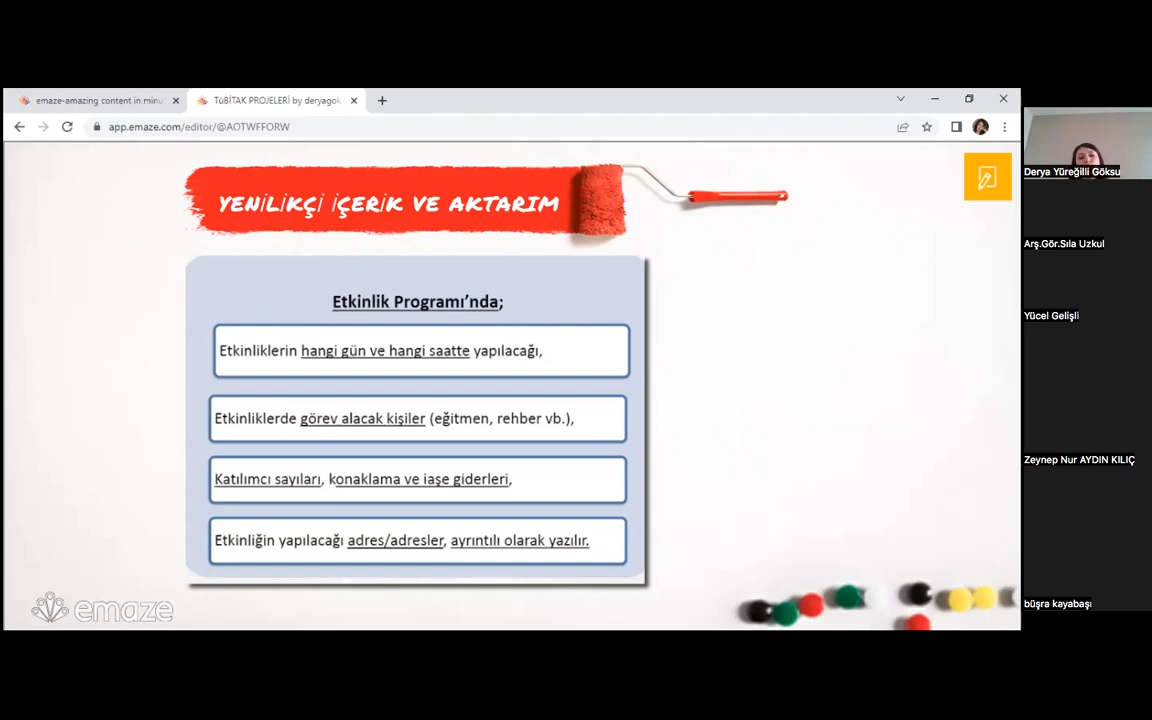 emaze-amazing content in minu
TüBİTAK PROJELERİ by deryagok
app.emaze.com/editor/@AOTWFFORW
YENİLİKÇİ İÇERİK VE AKTARIM
Etkinlik Programı'nda;
Etkinliklerin hangi gün ve hangi saatte yapılacağı,
Etkinliklerde görev alacak kişiler (eğitmen, rehber vb.),
Katılımcı sayıları, konaklama ve iaşe giderleri,
Etkinliğin yapılacağı adres/adresler, ayrıntılı olarak yazılır.
emaze
Derya Yüreğilli Göksu
Arş.Gör.Sıla Uzkul
Yücel Gelişli
Zeynep Nur AYDIN KILIÇ
büşra kayabaşı